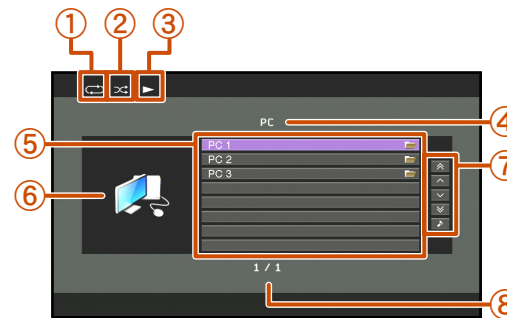 ① ② ③
PC ④
⑤ PC 1
PC 2
⑦
PC 3
⑥
1 / 1
⑧